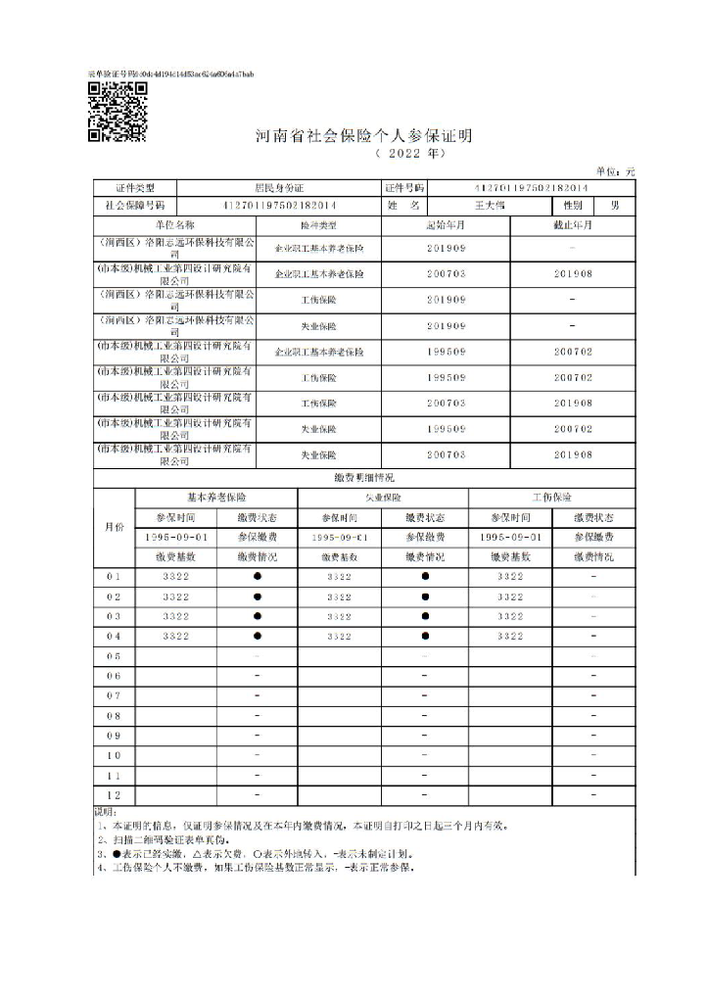 表单验证号码
河南省社会保险个人参保证明
（ 2022 年）
单位：元
证件类型 居民身份证 证件号码 412701197502182014
社会保障号码 412701197502182014 姓 名 王大伟 性别 男
单位名称 险种类型 起始年月 截止年月
（涧西区）洛阳志远环保科技有限公
司 企业职工基本养老保险 201909 -
(市本级)机械工业第四设计研究院有
限公司 企业职工基本养老保险 200703 201908
（涧西区）洛阳志远环保科技有限公
司 工伤保险 201909 -
（涧西区）洛阳志远环保科技有限公
司 失业保险 201909 -
(市本级)机械工业第四设计研究院有
限公司 企业职工基本养老保险 199509 200702
(市本级)机械工业第四设计研究院有
限公司 工伤保险 199509 200702
(市本级)机械工业第四设计研究院有
限公司 工伤保险 200703 201908
(市本级)机械工业第四设计研究院有
限公司 失业保险 199509 200702
(市本级)机械工业第四设计研究院有
限公司 失业保险 200703 201908
缴费明细情况
月份 基本养老保险 失业保险 工伤保险
参保时间 缴费状态 参保时间 缴费状态 参保时间 缴费状态
1995-09-01 参保缴费 1995-09-01 参保缴费 1995-09-01 参保缴费
缴费基数 缴费情况 缴费基数 缴费情况 缴费基数 缴费情况
01 3322 ● 3322 ● 3322 -
02 3322 ● 3322 ● 3322 -
03 3322 ● 3322 ● 3322 -
04 3322 ● 3322 ● 3322 -
05 - - -
06 - - -
07 - - -
08 - - -
09 - - -
10 - - -
11 - - -
12 - - -
说明：
1、本证明的信息，仅证明参保情况及在本年内缴费情况，本证明自打印之日起三个月内有效。
2、扫描二维码验证表单真伪。
3、●表示已经实缴，△表示欠费，○表示外地转入，-表示未制定计划。
4、工伤保险个人不缴费，如果工伤保险基数正常显示，-表示正常参保。